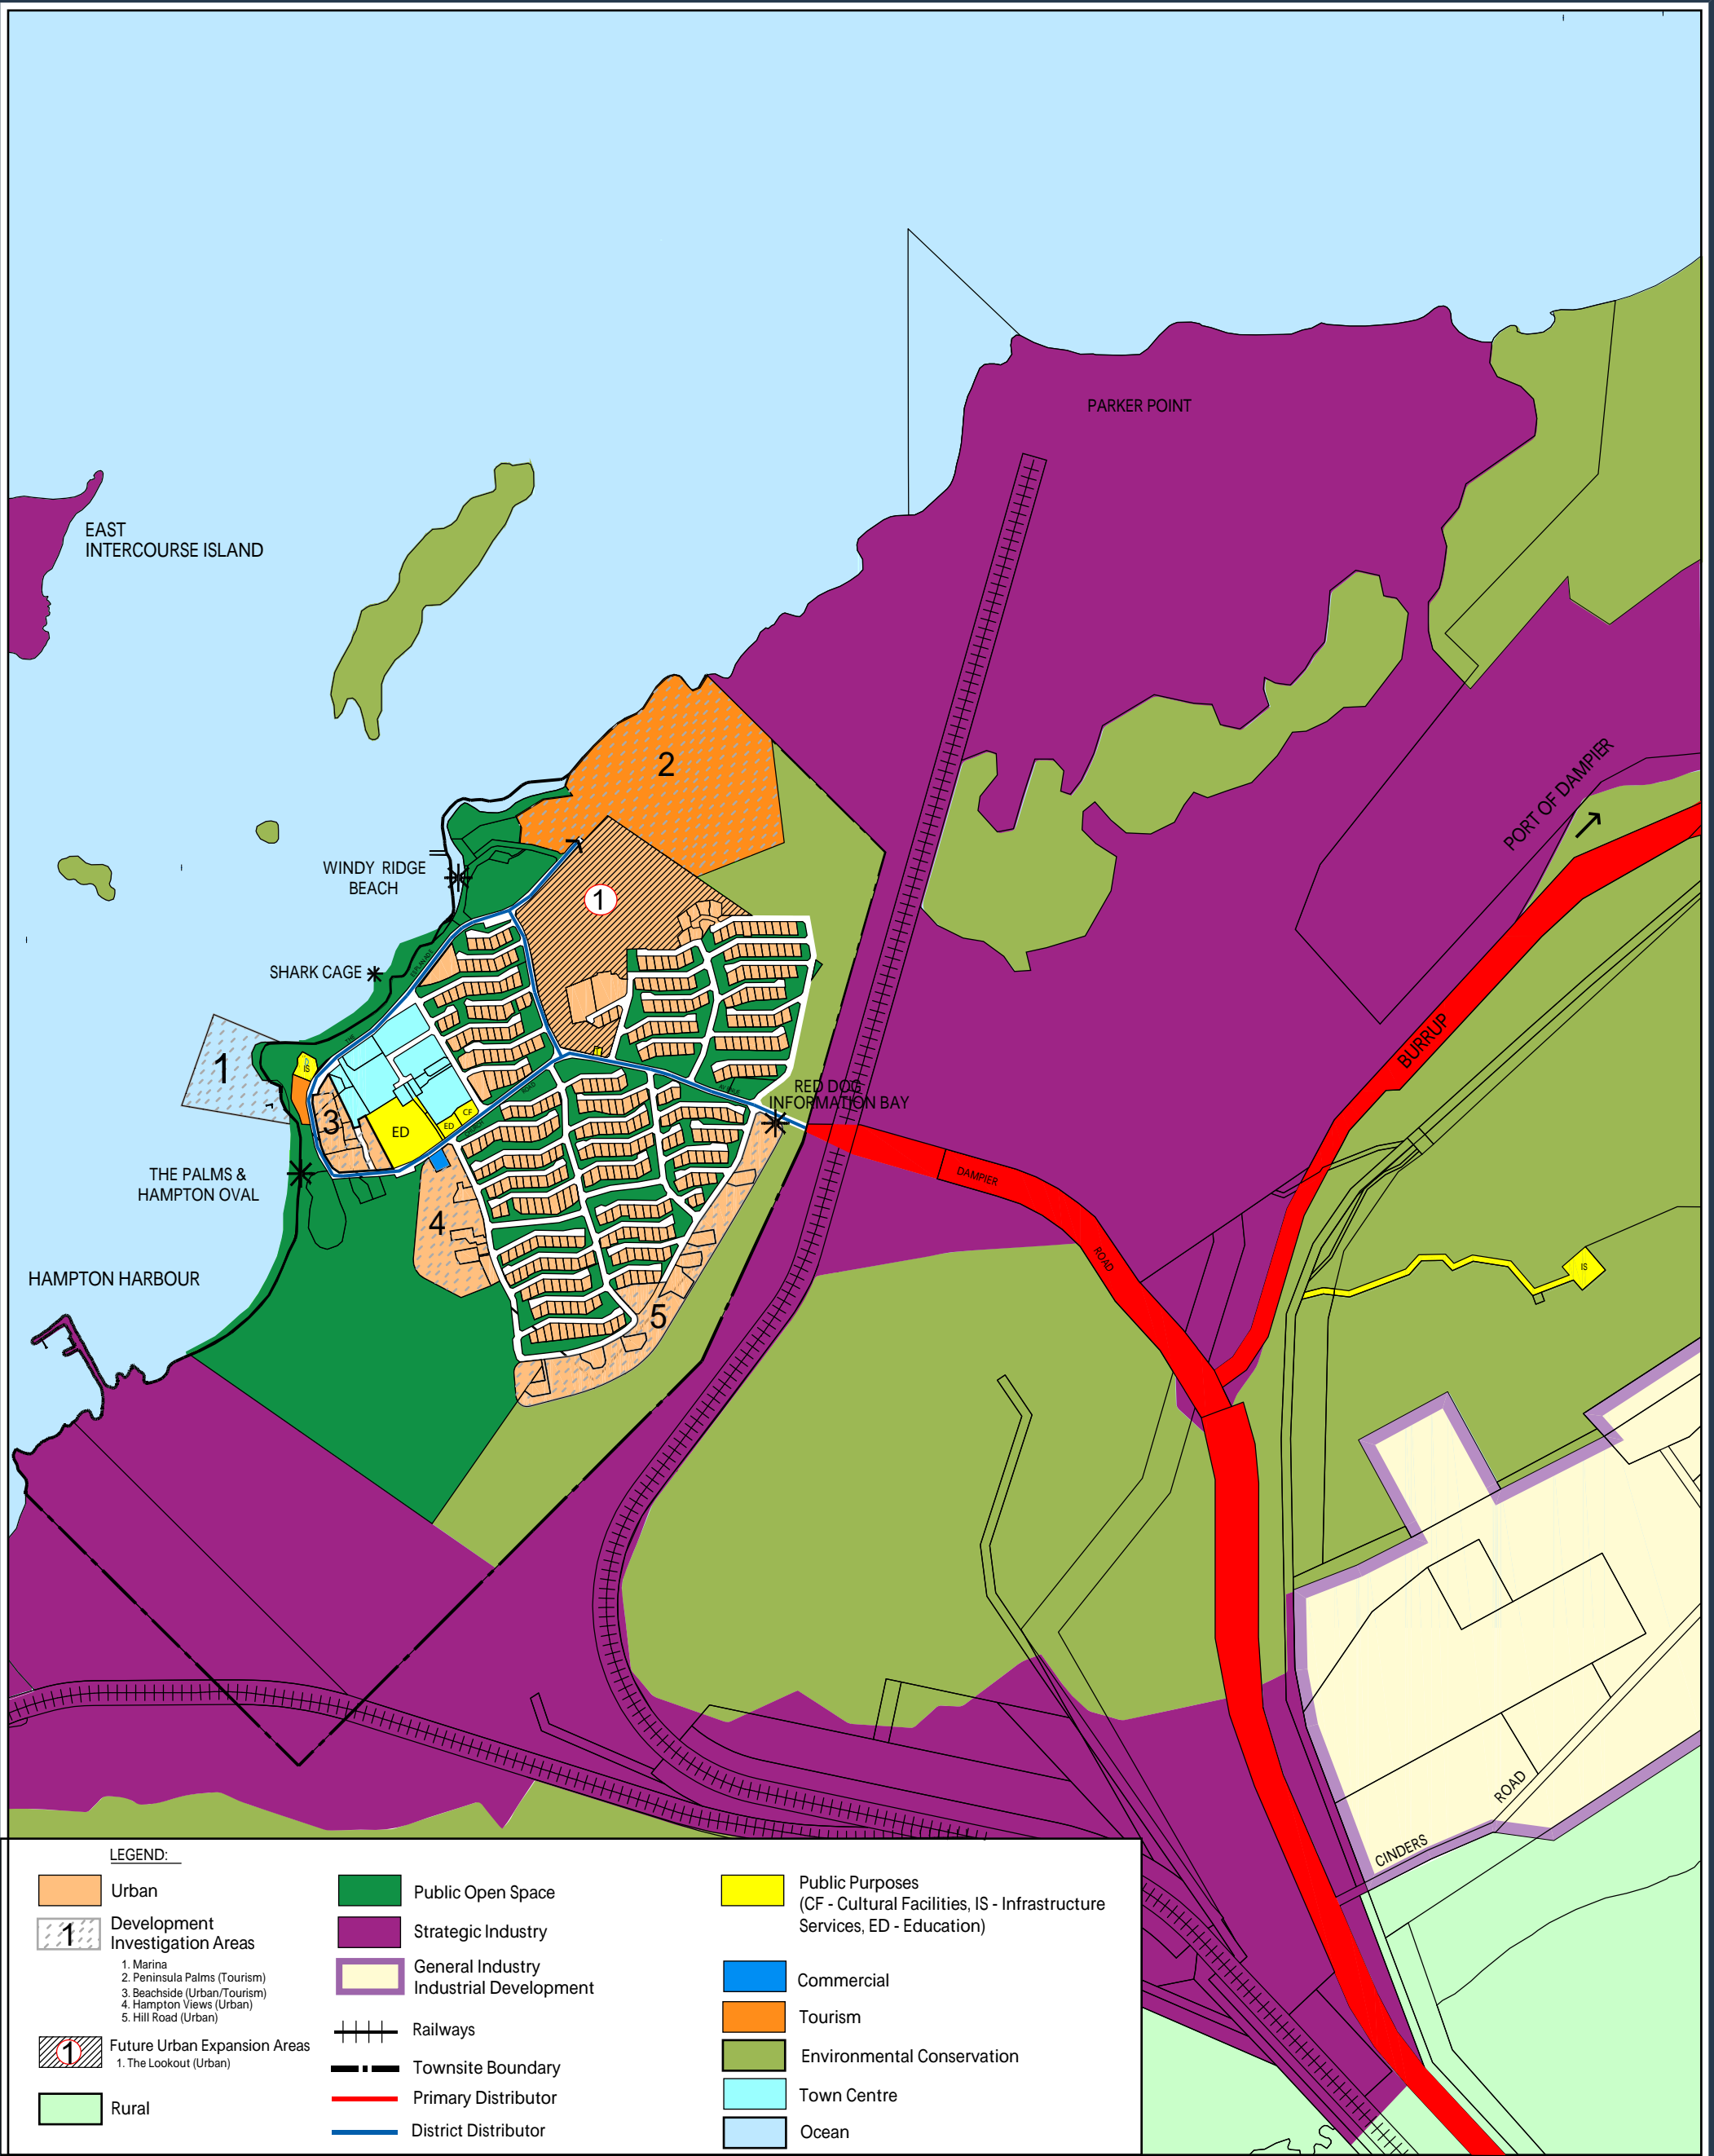 PARKER POINT
EAST
INTERCOURSE ISLAND
2
PORT OF DAMPIER
WINDY RIDGE
BEACH
1
SHARK CAGE
BURRUP
1
IS
RED DOG
INFORMATION BAY
3
ED
ED
CF
ROAD
THE PALMS &
HAMPTON OVAL
DAMPIER
ROAD
4
HAMPTON HARBOUR
IS
5
ROAD
CINDERS
LEGEND:
Urban
1
Development
Investigation Areas
1. Marina
2. Peninsula Palms (Tourism)
3. Beachside (Urban/Tourism)
4. Hampton Views (Urban)
5. Hill Road (Urban)
1
Future Urban Expansion Areas
1. The Lookout (Urban)
Rural
Public Open Space
Strategic Industry
General Industry
Industrial Development
Railways
Townsite Boundary
Primary Distributor
District Distributor
Public Purposes
(CF - Cultural Facilities, IS - Infrastructure
Services, ED - Education)
Commercial
Tourism
Environmental Conservation
Town Centre
Ocean